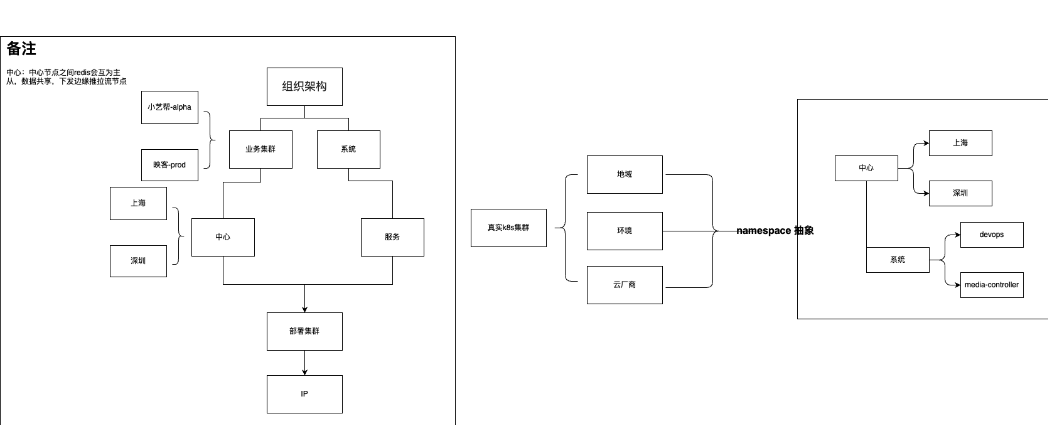 备注
中心：中心节点之间redis会互为主
从，数据共享，下发边缘推拉流节点
组织架构
小艺帮-alpha
业务集群
系统
映客-prod
上海
中心
服务
深圳
部署集群
IP
真实k8s集群
地域
环境
云厂商
namespace 抽象
中心
上海
深圳
系统
devops
media-controller